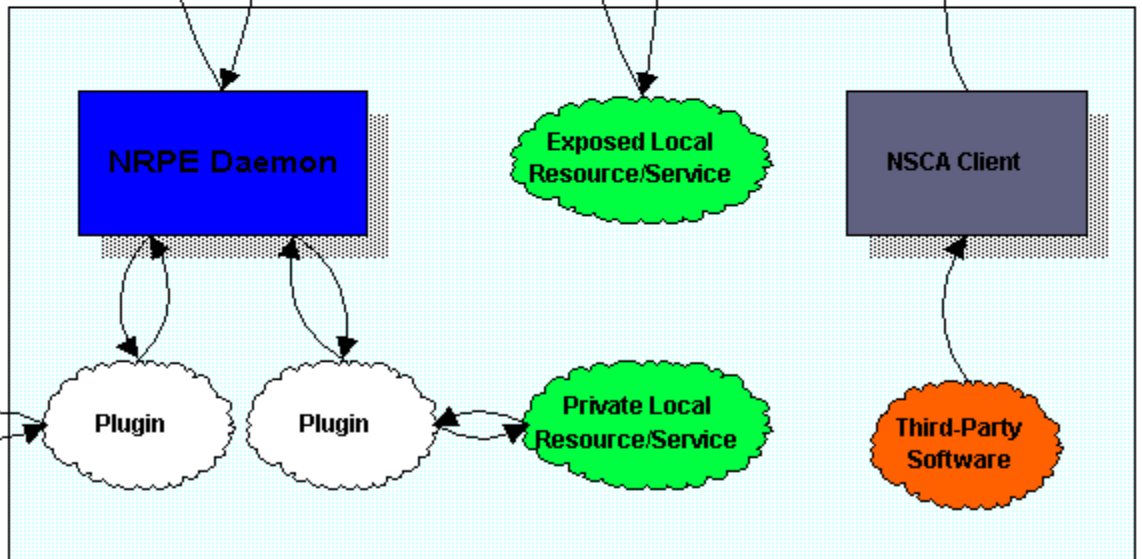 NRPE Daemon
Exposed Local
Resource/Service
NSCA Client
Plugin
Plugin
Private Local
Resource/Service
Third-Party
Software